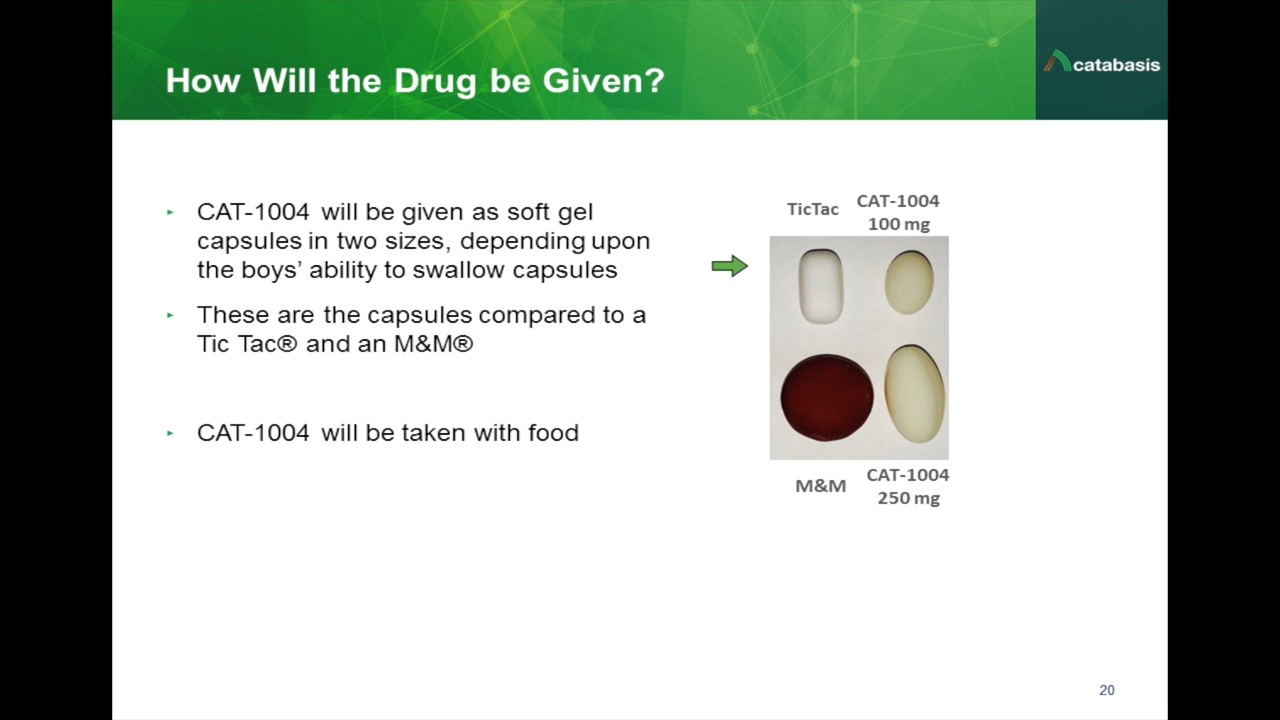 How Will the Drug be Given?
catabasis
CAT-1004 will be given as soft gel
capsules in two sizes, depending upon
the boys’ ability to swallow capsules
These are the capsules compared to a
Tic Tac® and an M&M®
CAT-1004 will be taken with food
TicTac
CAT-1004
100 mg
M&M
CAT-1004
250 mg
20